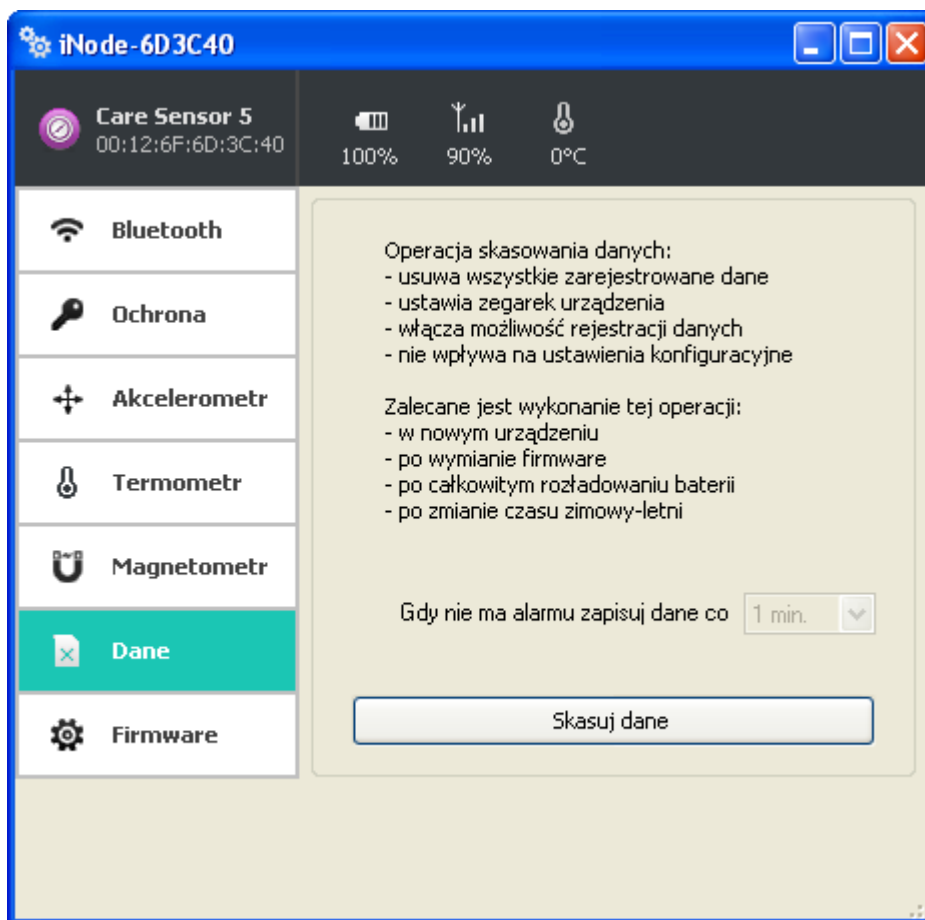 iNode-6D3C40
Care Sensor 5
00:12:6F:6D:3C:40
100%
90%
0°C
Bluetooth
Ochrona
Akcelerometr
Termometr
Magnetometr
Dane
Firmware
Operacja skasowania danych:
- usuwa wszystkie zarejestrowane dane
- ustawia zegarek urządzenia
- włącza możliwość rejestracji danych
- nie wpływa na ustawienia konfiguracyjne
Zalecane jest wykonanie tej operacji:
- w nowym urządzeniu
- po wymianie firmware
- po całkowitym rozładowaniu baterii
- po zmianie czasu zimowy-letni
Gdy nie ma alarmu zapisuj dane co 1 min.
Skasuj dane